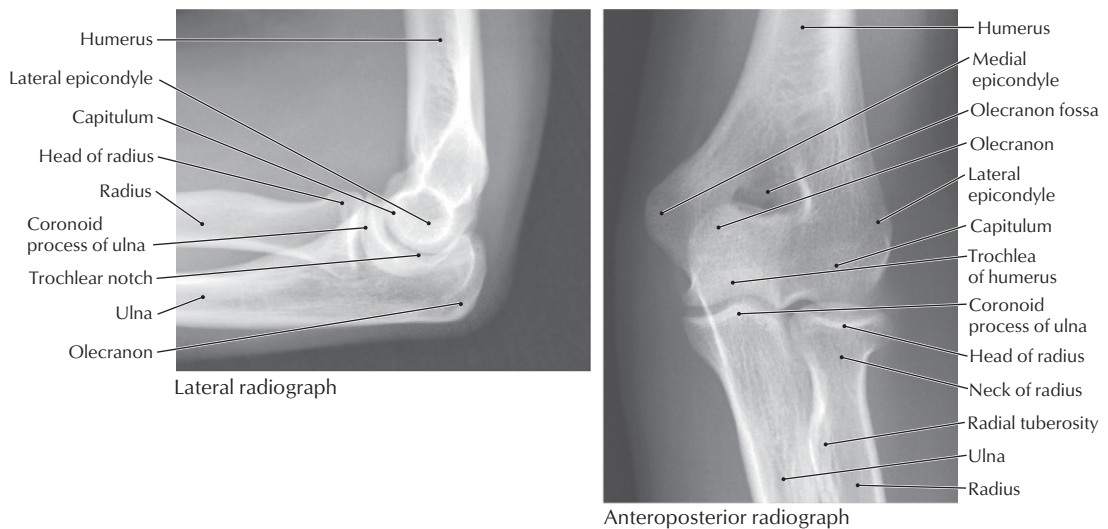 Humerus
Lateral epicondyle
Capitulum
Head of radius
Radius
Coronoid
process of ulna
Trochlear notch
Ulna
Olecranon
Lateral radiograph
Humerus
Medial
epicondyle
Olecranon fossa
Olecranon
Lateral
epicondyle
Capitulum
Trochlea
of humerus
Coronoid
process of ulna
Head of radius
Neck of radius
Radial tuberosity
Ulna
Radius
Anteroposterior radiograph